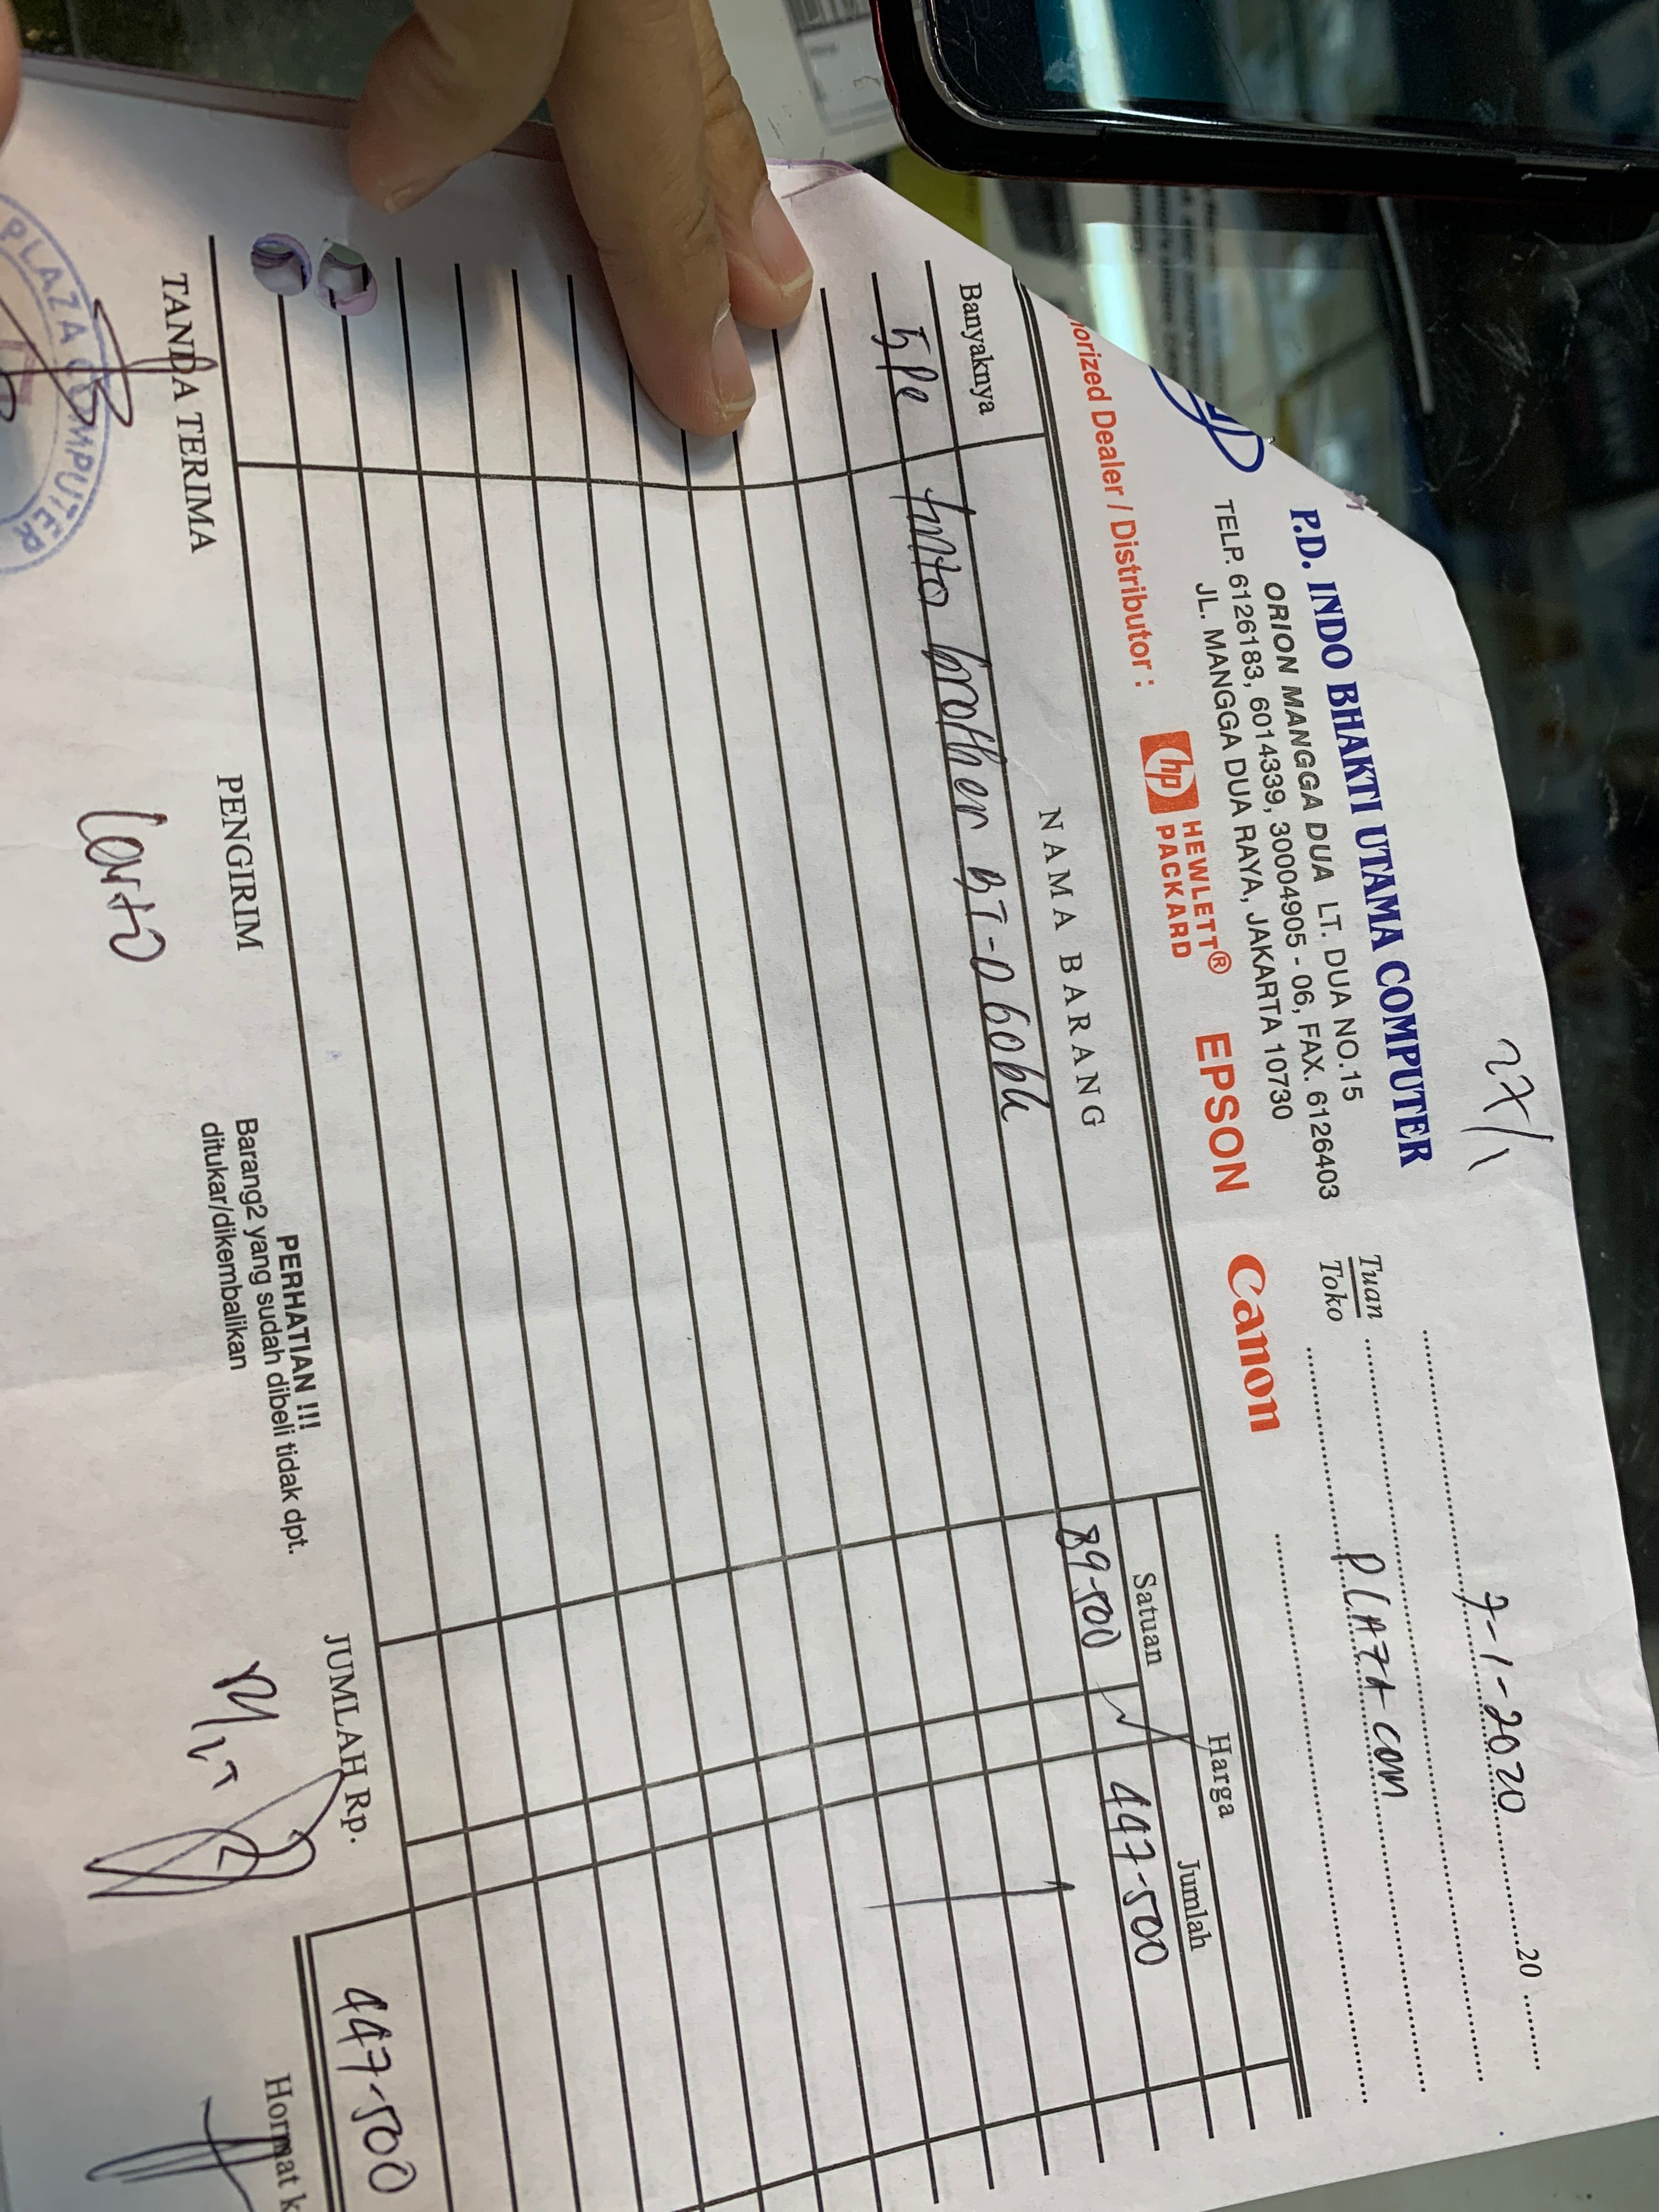 27/1
P.D. INDO BHAKTI UTAMA COMPUTER
ORION MANGGA DUA LT. DUA NO.15
TELP. 6126183, 6014339, 30004905 - 06, FAX. 6126403
JL. MANGGA DUA RAYA, JAKARTA 10730
7-1-2020 20
Tuan
Toko
PLAZA com
orized Dealer / Distributor :
hp HEWLETT® PACKARD
EPSON
Canon
Banyaknya NAMA BARANG Harga
Satuan Jumlah
5 pc tinta brother BT-D60bk 89.500 447.500
TANDA TERIMA
PENGIRIM
PERHATIAN !!!
Barang2 yang sudah dibeli tidak dpt.
ditukar/dikembalikan
JUMLAH Rp. 447.500
Hormat k
PLAZA COMPUTER